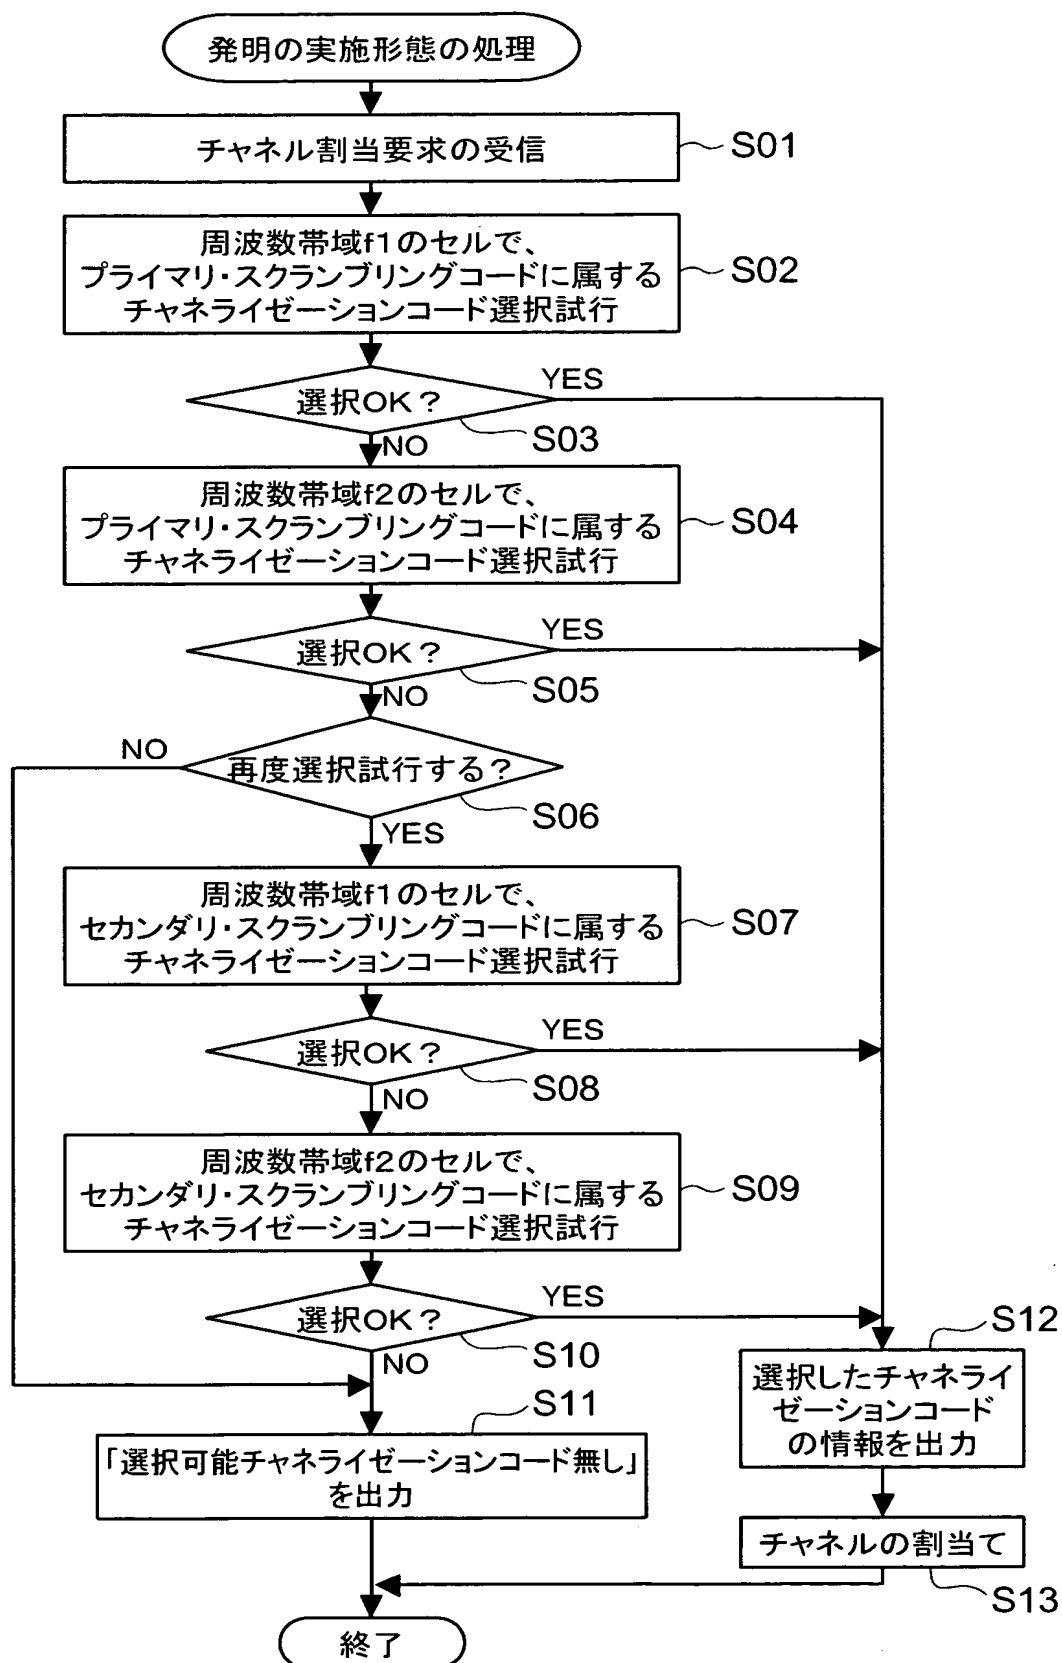 発明の実施形態の処理
チャネル割当要求の受信
S01
周波数帯域f1のセルで、
プライマリ・スクランブリングコードに属する
チャネライゼーションコード選択試行
S02
選択OK?
YES
S03
NO
周波数帯域f2のセルで、
プライマリ・スクランブリングコードに属する
チャネライゼーションコード選択試行
S04
選択OK?
YES
S05
NO
再度選択試行する?
NO
S06
YES
周波数帯域f1のセルで、
セカンダリ・スクランブリングコードに属する
チャネライゼーションコード選択試行
S07
選択OK?
YES
S08
NO
周波数帯域f2のセルで、
セカンダリ・スクランブリングコードに属する
チャネライゼーションコード選択試行
S09
選択OK?
YES
S10
NO
S11
「選択可能チャネライゼーションコード無し」
を出力
S12
選択したチャネライ
ゼーションコード
の情報を出力
チャネルの割当て
S13
終了